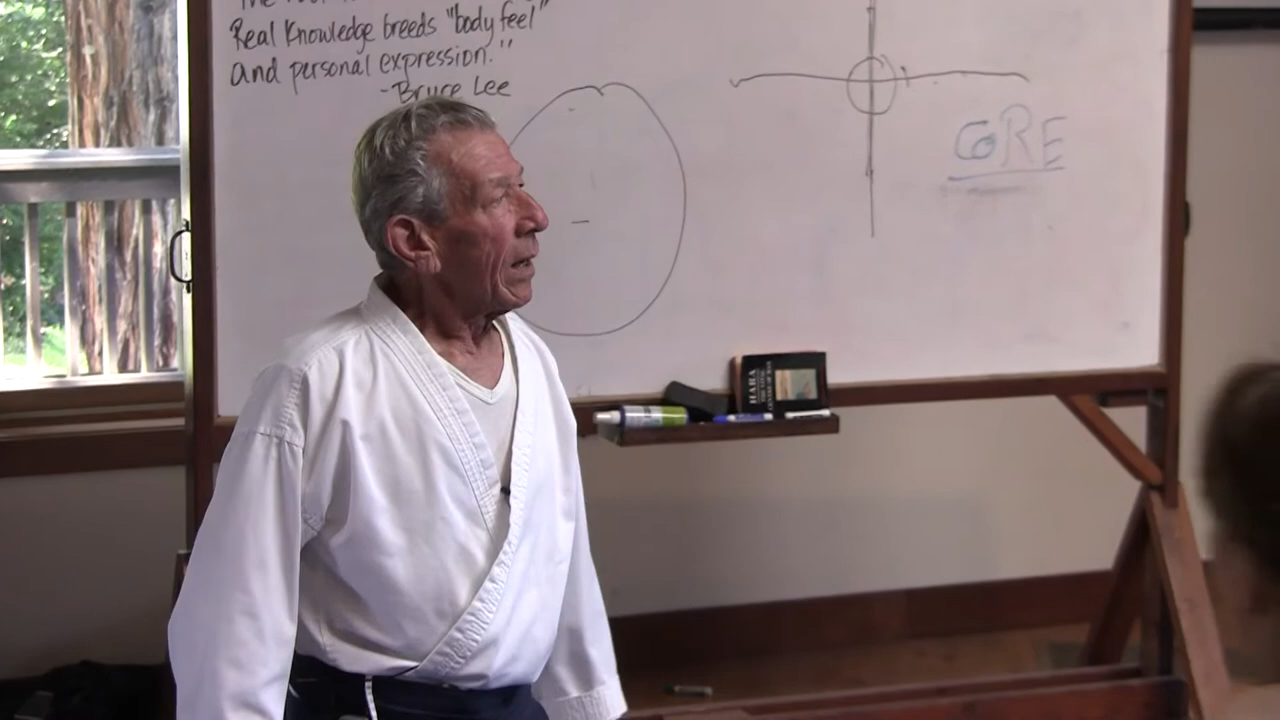 Real Knowledge breeds "body feel"
and personal expression."
-Bruce Lee
CORE
HARA